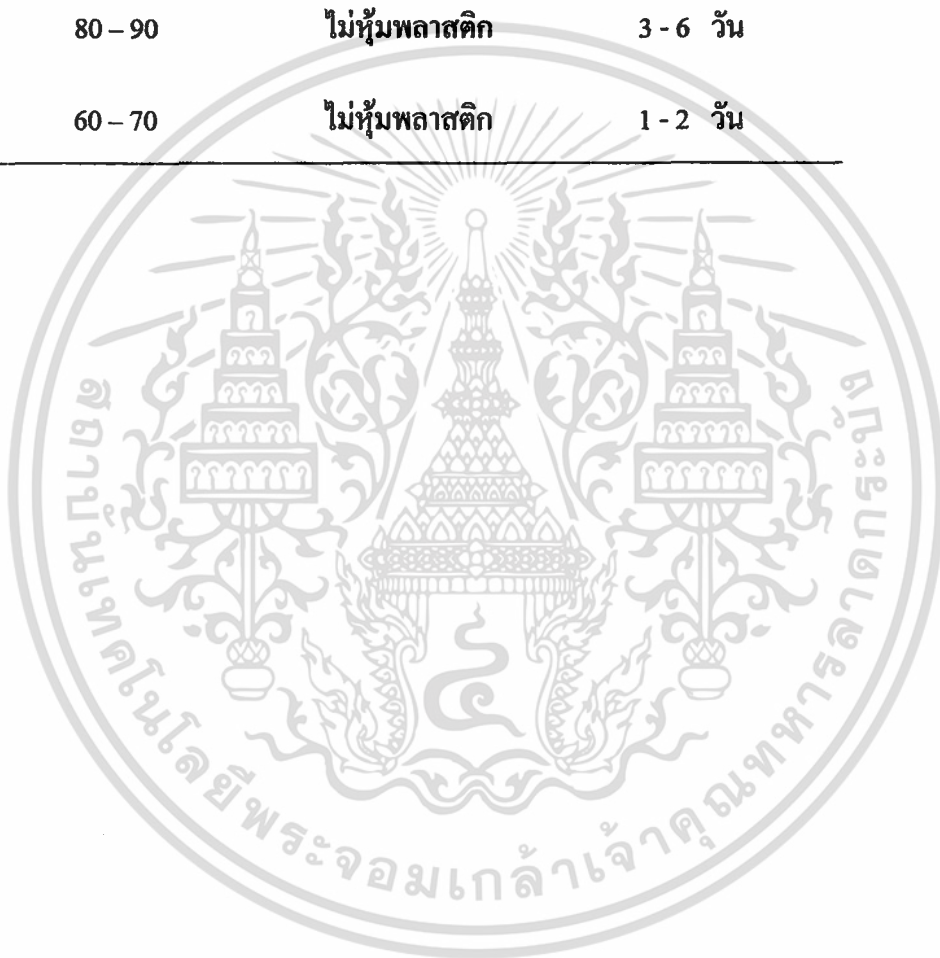 80 – 90 ไม่หุ้มพลาสติก 3 - 6 วัน
60 – 70 ไม่หุ้มพลาสติก 1 - 2 วัน
สถาบันเทคโนโลยีพระจอมเกล้าเจ้าคุณทหารลาดกระบัง
๔